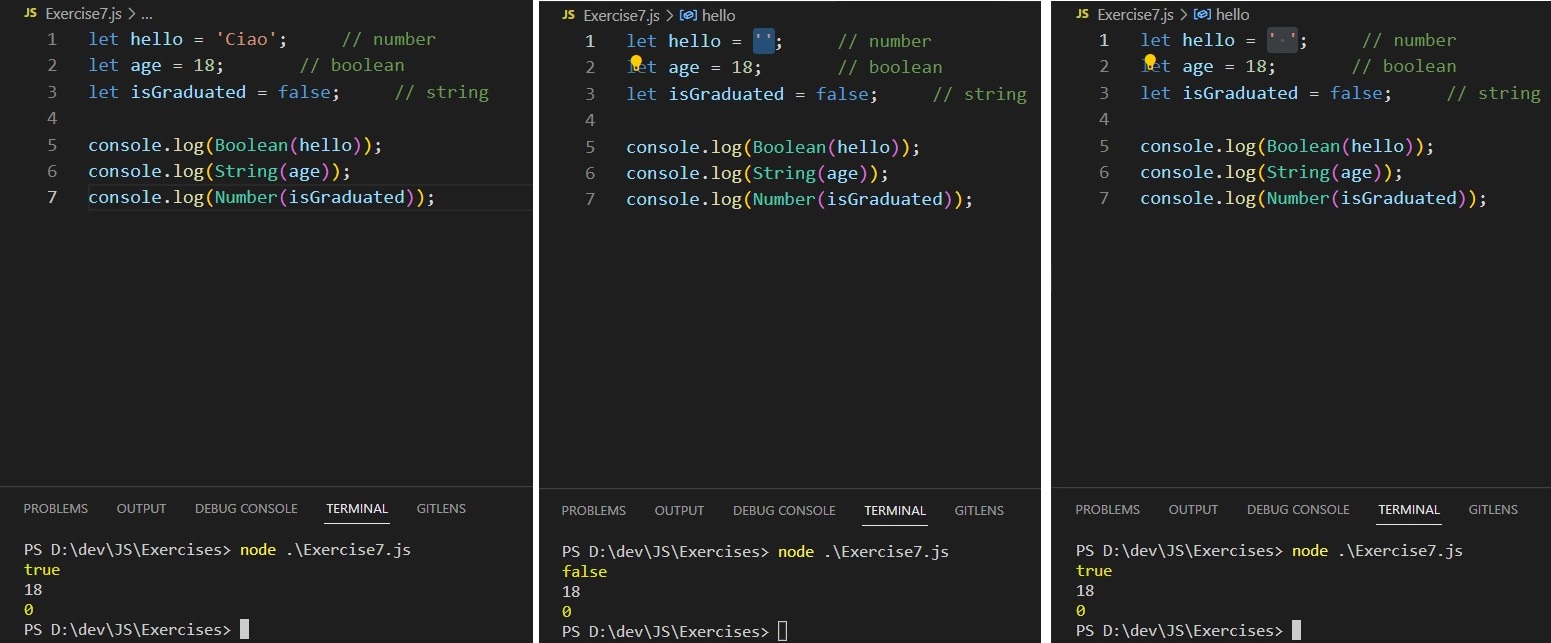 JS Exercise7.js > ...
1 let hello = 'Ciao'; // number
2 let age = 18; // boolean
3 let isGraduated = false; // string
4
5 console.log(Boolean(hello));
6 console.log(String(age));
7 console.log(Number(isGraduated));
PROBLEMS OUTPUT DEBUG CONSOLE TERMINAL GITLENS
PS D:\dev\JS\Exercises> node .\Exercise7.js
true
18
0
PS D:\dev\JS\Exercises>
JS Exercise7.js > hello
1 let hello = ''; // number
2 let age = 18; // boolean
3 let isGraduated = false; // string
4
5 console.log(Boolean(hello));
6 console.log(String(age));
7 console.log(Number(isGraduated));
PROBLEMS OUTPUT DEBUG CONSOLE TERMINAL GITLENS
PS D:\dev\JS\Exercises> node .\Exercise7.js
false
18
0
PS D:\dev\JS\Exercises>
JS Exercise7.js > hello
1 let hello = ' '; // number
2 let age = 18; // boolean
3 let isGraduated = false; // string
4
5 console.log(Boolean(hello));
6 console.log(String(age));
7 console.log(Number(isGraduated));
PROBLEMS OUTPUT DEBUG CONSOLE TERMINAL GITLENS
PS D:\dev\JS\Exercises> node .\Exercise7.js
true
18
0
PS D:\dev\JS\Exercises>